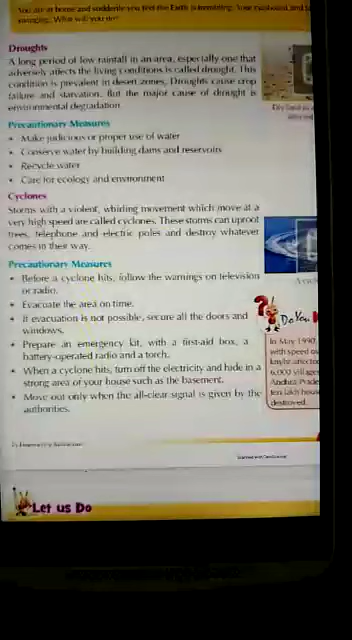 You are at home and suddenly you feel the Earth is trembling. Your
swinging. What will you do?
Droughts
A long period of low rainfall in an area, especially one that
adversely affects the living conditions is called drought. This
condition is prevalent in desert zones. Droughts cause crop
failure and starvation. But the major cause of drought is
environmental degradation.
Precautionary Measures
• Make judicious or proper use of water
• Conserve water by building dams and reservoirs
• Recycle water
• Care for ecology and environment
Cyclones
Storms with a violent, whirling movement which move at a
very high speed are called cyclones. These storms can uproot
trees, telephone and electric poles and destroy whatever
comes in their way.
Precautionary Measures
• Before a cyclone hits, follow the warnings on television
or radio.
• Evacuate the area on time.
• If evacuation is not possible, secure all the doors and
windows.
• Prepare an emergency kit, with a first-aid box, a
battery-operated radio and a torch.
• When a cyclone hits, turn off the electricity and hide in a
strong area of your house such as the basement.
• Move out only when the all-clear signal is given by the
authorities.
Do You
In May 1990,
with speed
km/hr affected
6,000 villages
Andhra Prade
ten lakh hous
destroyed.
Let us Do